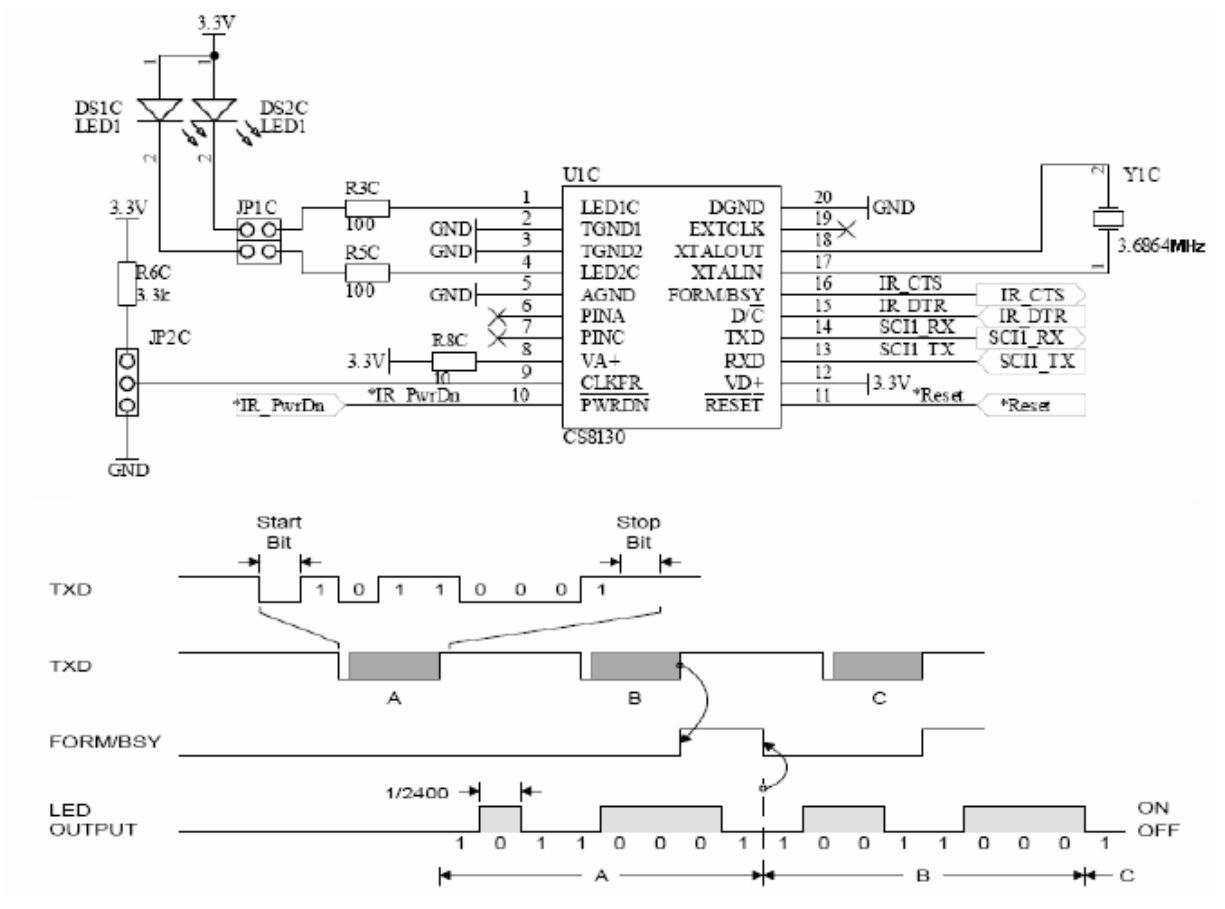 3.3V
1 1
DS1C
LED1
DS2C
LED1
2 2
3.3V
R6C
3.3k
JP2C
GND
JP1C
R3C
100
R5C
100
GND
GND
GND
R8C
3.3V
10
*IR_PwrDn
*IR_PwrDn
U1C
1 LED1C
2 TGND1
3 TGND2
4 LED2C
5 AGND
6 PINA
7 PINC
8 VA+
9 CLKFR
10 PWRDN
DGND 20
EXTCLK 19
XTALOUT 18
XTALIN 17
FORM/BSY 16
D/C 15
TXD 14
RXD 13
VD+ 12
RESET 11
CS8130
GND
2 Y1C
3.6864MHz
1
IR_CTS IR_CTS
IR_DTR IR_DTR
SCI1_RX SCI1_RX
SCI1_TX SCI1_TX
3.3V
*Reset *Reset
Start
Bit
Stop
Bit
TXD 1 0 1 1 0 0 0 1
TXD
A B C
FORM/BSY
1/2400
LED
OUTPUT
ON
OFF
1 0 1 1 0 0 0 1 1 0 0 1 1 0 0 0 1
A B C